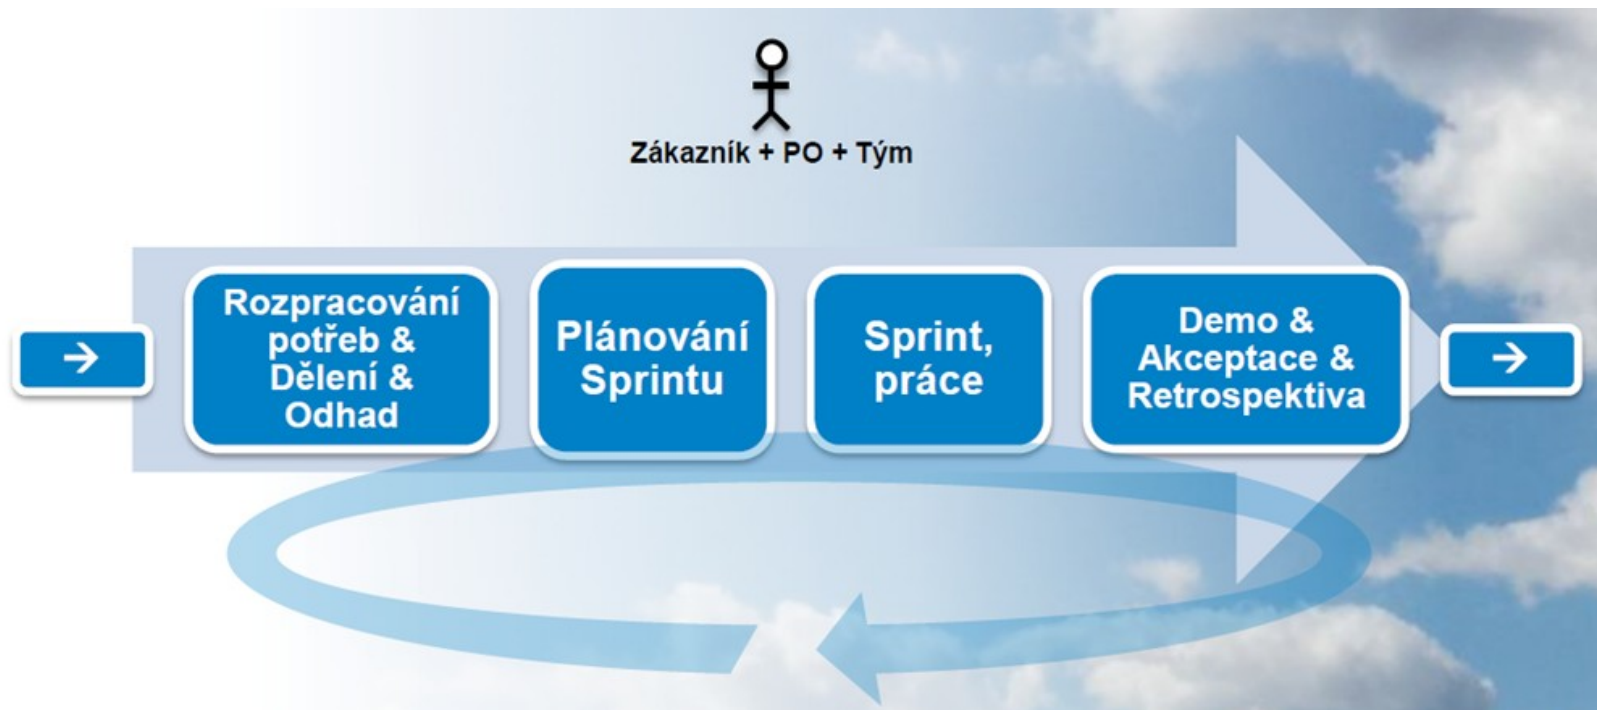 Zákazník + PO + Tým
→
Rozpracování
potřeb &
Dělení &
Odhad
Plánování
Sprintu
Sprint,
práce
Demo &
Akceptace &
Retrospektiva
→